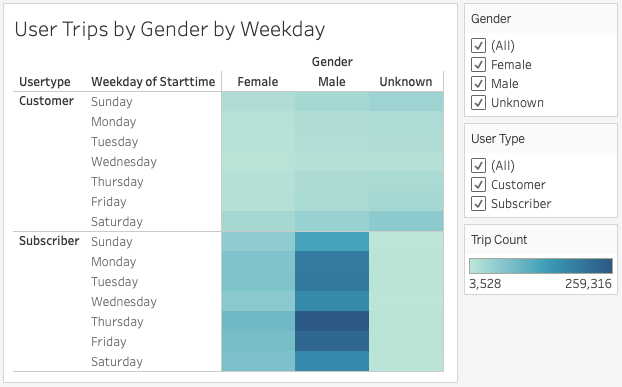 User Trips by Gender by Weekday
Gender
Usertype Weekday of Starttime Female Male Unknown
Customer Sunday
Monday
Tuesday
Wednesday
Thursday
Friday
Saturday
Subscriber Sunday
Monday
Tuesday
Wednesday
Thursday
Friday
Saturday
Gender
(All)
Female
Male
Unknown
User Type
(All)
Customer
Subscriber
Trip Count
3,528 259,316